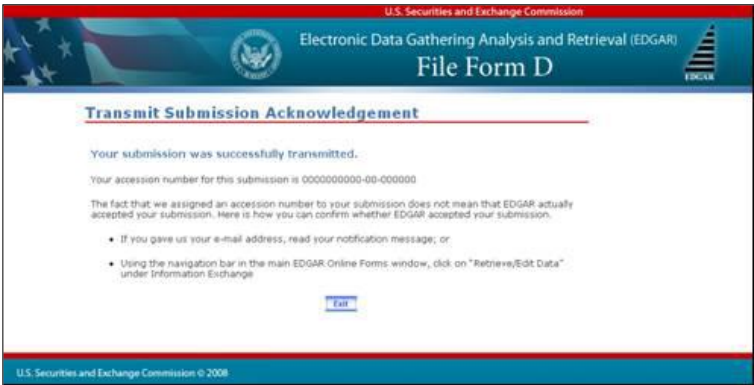 U.S. Securities and Exchange Commission
Electronic Data Gathering Analysis and Retrieval (EDGAR)
File Form D
EDGAR
Transmit Submission Acknowledgement
Your submission was successfully transmitted.
Your accession number for this submission is 0000000000-00-000000
The fact that we assigned an accession number to your submission does not mean that EDGAR actually
accepted your submission. Here is how you can confirm whether EDGAR accepted your submission.
• If you gave us your e-mail address, read your notification message; or
• Using the navigation bar in the main EDGAR Online Forms window, click on "Retrieve/Edit Data"
under Information Exchange
Exit
U.S. Securities and Exchange Commission © 2008